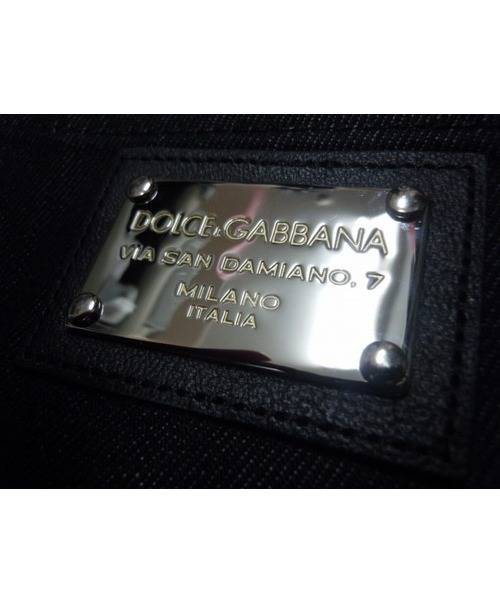 DOLCE&GABBANA
VIA SAN DAMIANO, 7
MILANO
ITALIA